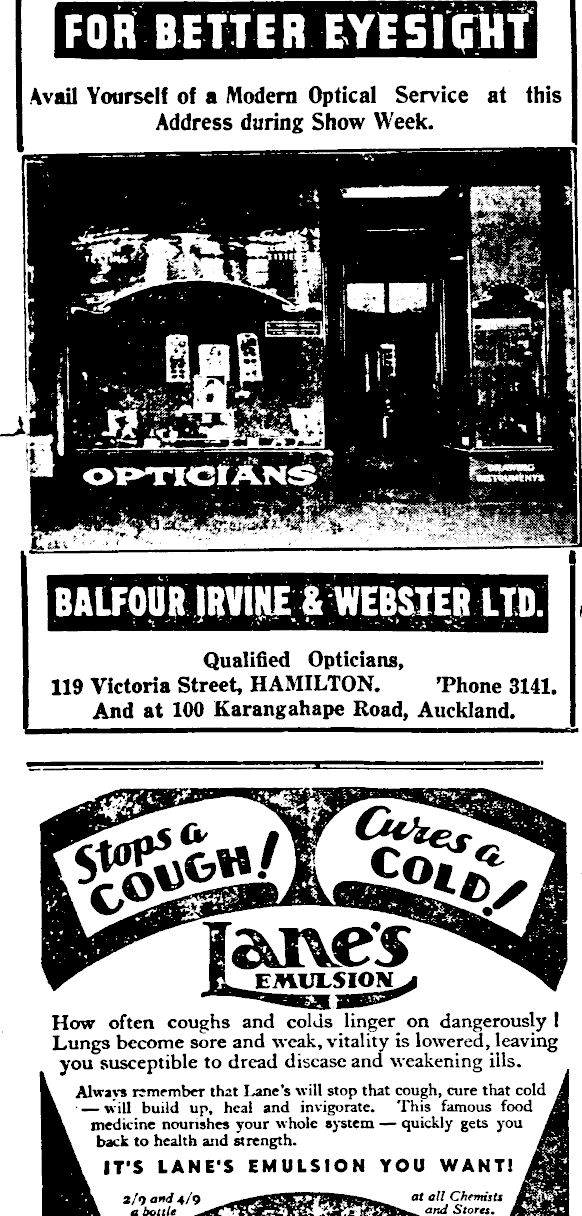 FOR BETTER EYESIGHT
Avail Yourself of a Modern Optical Service at this
Address during Show Week.
OPTICIANS
DRAWING
INSTRUMENTS
BALFOUR IRVINE & WEBSTER LTD.
Qualified Opticians,
119 Victoria Street, HAMILTON. 'Phone 3141.
And at 100 Karangahape Road, Auckland.
Stops a
COUGH!
Cures a
COLD!
Lane's
EMULSION
How often coughs and colds linger on dangerously!
Lungs become sore and weak, vitality is lowered, leaving
you susceptible to dread disease and weakening ills.
Always remember that Lane's will stop that cough, cure that cold
— will build up, heal and invigorate. This famous food
medicine nourishes your whole system — quickly gets you
back to health and strength.
IT'S LANE'S EMULSION YOU WANT!
2/9 and 4/9
a bottle
at all Chemists
and Stores.